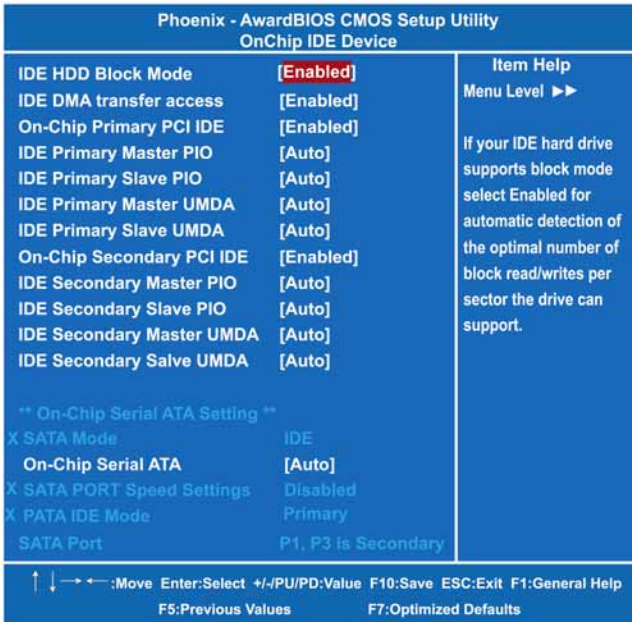 Phoenix - AwardBIOS CMOS Setup Utility
OnChip IDE Device
IDE HDD Block Mode [Enabled]
IDE DMA transfer access [Enabled]
On-Chip Primary PCI IDE [Enabled]
IDE Primary Master PIO [Auto]
IDE Primary Slave PIO [Auto]
IDE Primary Master UMDA [Auto]
IDE Primary Slave UMDA [Auto]
On-Chip Secondary PCI IDE [Enabled]
IDE Secondary Master PIO [Auto]
IDE Secondary Slave PIO [Auto]
IDE Secondary Master UMDA [Auto]
IDE Secondary Salve UMDA [Auto]
** On-Chip Serial ATA Setting **
X SATA Mode IDE
On-Chip Serial ATA [Auto]
X SATA PORT Speed Settings Disabled
X PATA IDE Mode Primary
SATA Port P1, P3 is Secondary
Item Help
Menu Level ►►
If your IDE hard drive
supports block mode
select Enabled for
automatic detection of
the optimal number of
block read/writes per
sector the drive can
support.
↑ ↓ → ← :Move Enter:Select +/-/PU/PD:Value F10:Save ESC:Exit F1:General Help
F5:Previous Values F7:Optimized Defaults